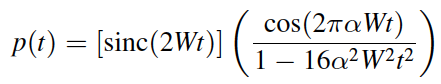 p(t) = [sinc(2Wt)] ( cos(2παWt) / 1 − 16α²W²t² )